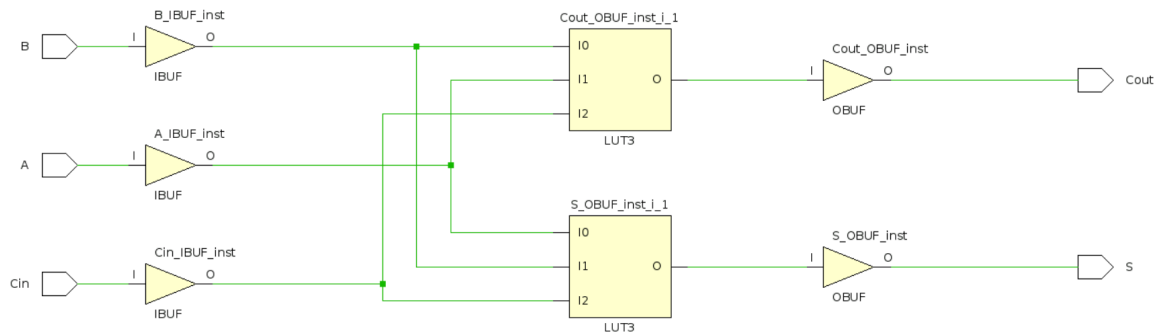 B_IBUF_inst
B I O
IBUF
Cout_OBUF_inst_i_1
I0
I1 O
I2
LUT3
Cout_OBUF_inst
I O Cout
OBUF
A_IBUF_inst
A I O
IBUF
S_OBUF_inst_i_1
I0
I1 O
I2
LUT3
S_OBUF_inst
I O S
OBUF
Cin_IBUF_inst
Cin I O
IBUF